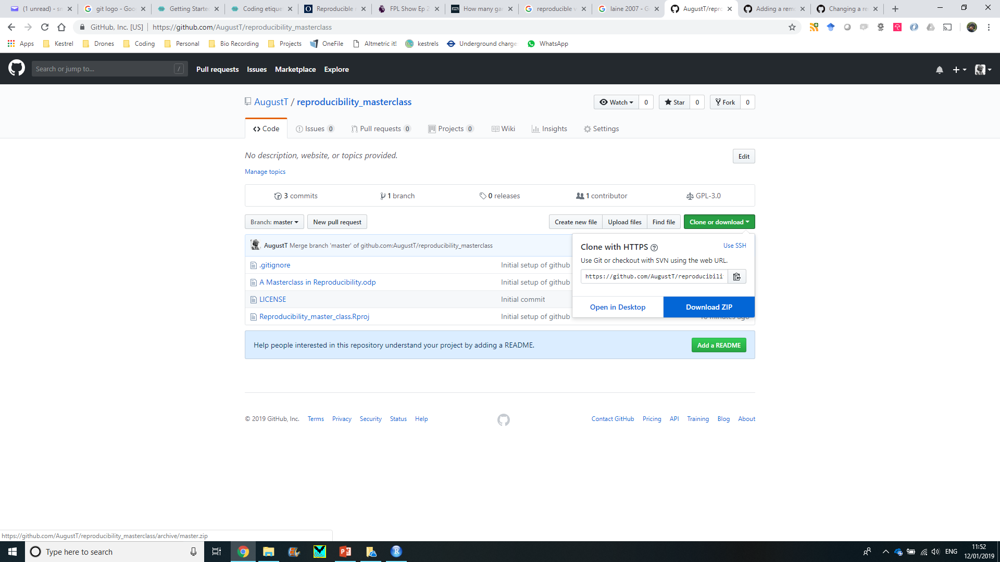 (1 unread) - sn
git logo - Goo
Getting Starte
Coding etique
Reproducible r
FPL Show Ep 2
How many ga
reproducible v
laine 2007 - G
AugustT/repro
Adding a rem
Changing a re
GitHub, Inc. [US] https://github.com/AugustT/reproducibility_masterclass
Apps Kestrel Drones Coding Personal Bio Recording Projects OneFile Altmetric it! kestrels Underground charge WhatsApp
Search or jump to... / Pull requests Issues Marketplace Explore
AugustT / reproducibility_masterclass Watch 0 Star 0 Fork 0
Code Issues 0 Pull requests 0 Projects 0 Wiki Insights Settings
No description, website, or topics provided. Edit
Manage topics
3 commits 1 branch 0 releases 1 contributor GPL-3.0
Branch: master New pull request Create new file Upload files Find file Clone or download
AugustT Merge branch 'master' of github.com:AugustT/reproducibility_masterclass
.gitignore Initial setup of github
A Masterclass in Reproducibility.odp Initial setup of github
LICENSE Initial commit
Reproducibility_master_class.Rproj Initial setup of github
Clone with HTTPS Use SSH
Use Git or checkout with SVN using the web URL.
https://github.com/AugustT/reproducibili
Open in Desktop Download ZIP
minutes ago
Help people interested in this repository understand your project by adding a README. Add a README
© 2019 GitHub, Inc. Terms Privacy Security Status Help Contact GitHub Pricing API Training Blog About
https://github.com/AugustT/reproducibility_masterclass/archive/master.zip
Type here to search
ENG
11:52
12/01/2019